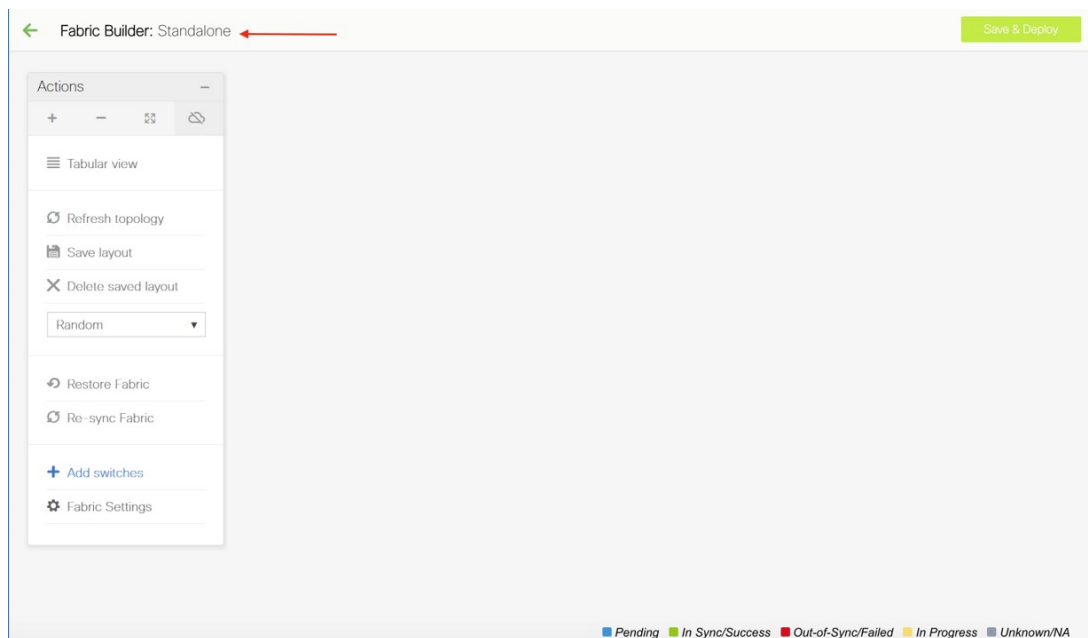 Fabric Builder: Standalone
Save & Deploy
Actions
Tabular view
Refresh topology
Save layout
Delete saved layout
Random
Restore Fabric
Re-sync Fabric
Add switches
Fabric Settings
Pending In Sync/Success Out-of-Sync/Failed In Progress Unknown/NA